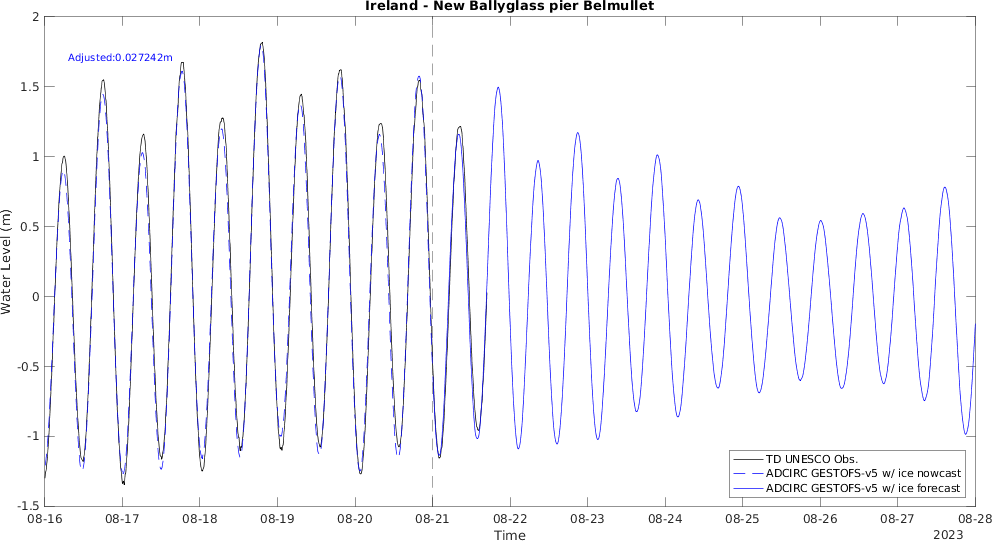 Ireland - New Ballyglass pier Belmullet
Adjusted:0.027242m
Water Level (m)
2
1.5
1
0.5
0
-0.5
-1
-1.5
08-16 08-17 08-18 08-19 08-20 08-21 08-22 08-23 08-24 08-25 08-26 08-27 08-28
Time
2023
TD UNESCO Obs.
ADCIRC GESTOFS-v5 w/ ice nowcast
ADCIRC GESTOFS-v5 w/ ice forecast